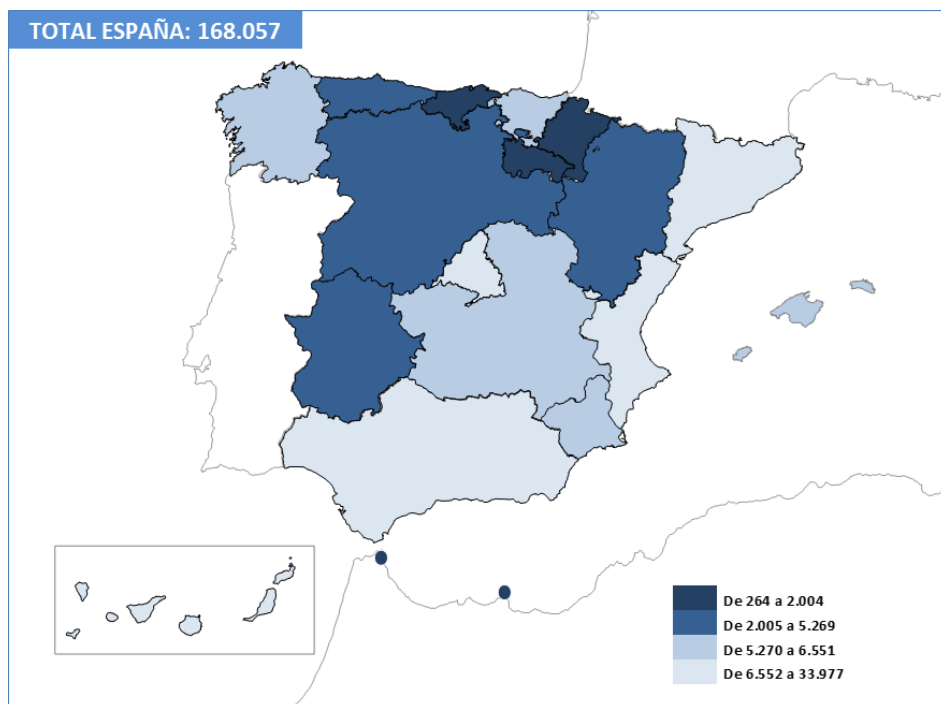 TOTAL ESPAÑA: 168.057
De 264 a 2.004
De 2.005 a 5.269
De 5.270 a 6.551
De 6.552 a 33.977